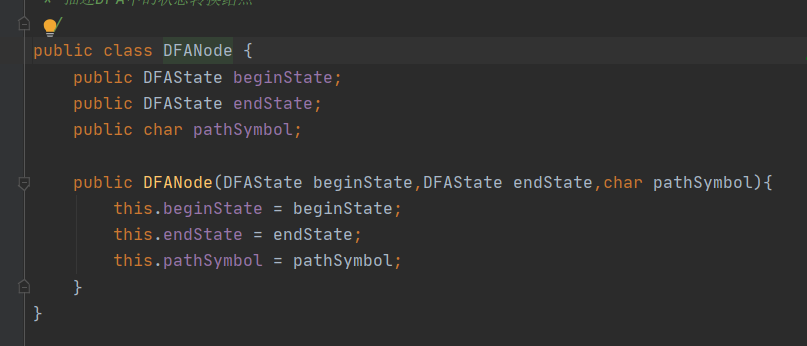 * 描述DFA中的状态转换结点
*/
public class DFANode {
    public DFAState beginState;
    public DFAState endState;
    public char pathSymbol;

    public DFANode(DFAState beginState,DFAState endState,char pathSymbol){
        this.beginState = beginState;
        this.endState = endState;
        this.pathSymbol = pathSymbol;
    }
}